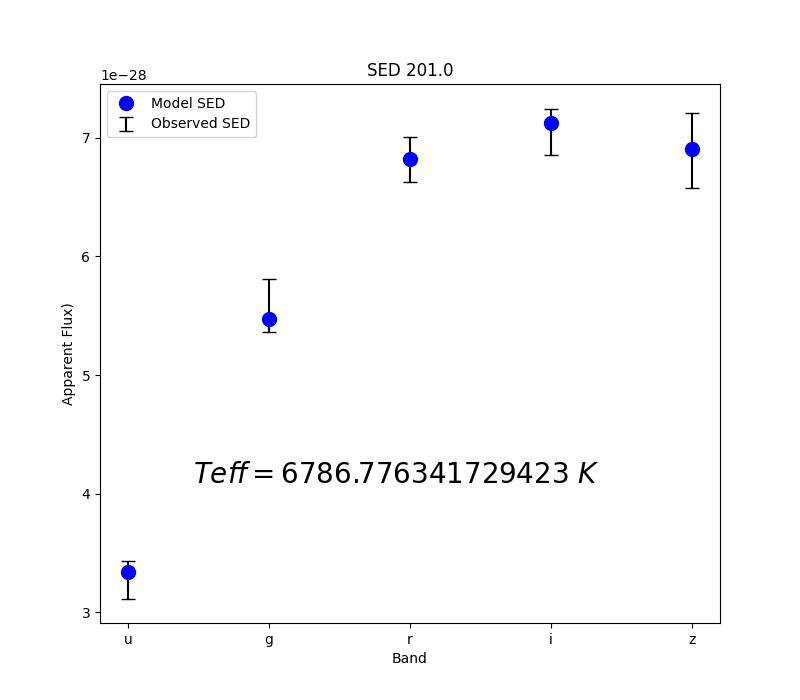 SED 201.0
1e−28
Model SED
Observed SED
7
6
5
4
3
Apparent Flux)
Teff = 6786.776341729423 K
u g r i z
Band